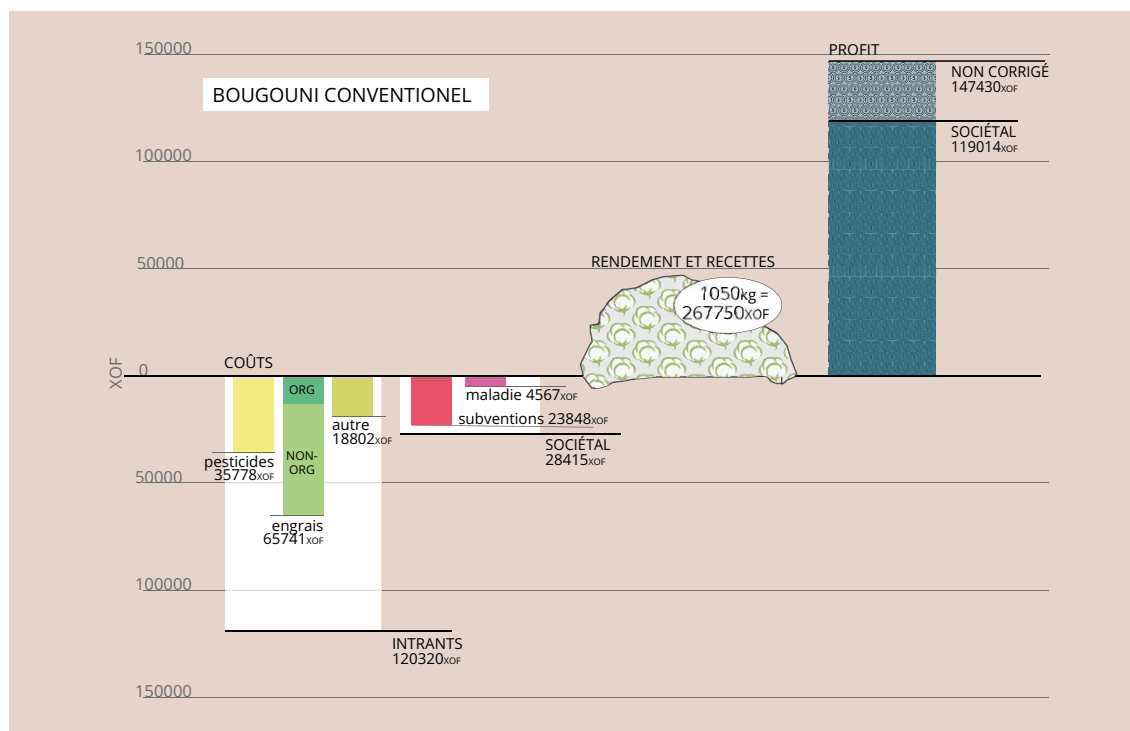 150000
BOUGOUNI CONVENTIONEL
PROFIT
NON CORRIGÉ
147430XOF
SOCIÉTAL
119014XOF
100000
50000
RENDEMENT ET RECETTES
1050kg =
267750XOF
COÛTS
XOF
0
ORG
NON-
ORG
pesticides
35778XOF
engrais
65741XOF
autre
18802XOF
maladie 4567XOF
subventions 23848XOF
SOCIÉTAL
28415XOF
50000
100000
INTRANTS
120320XOF
150000